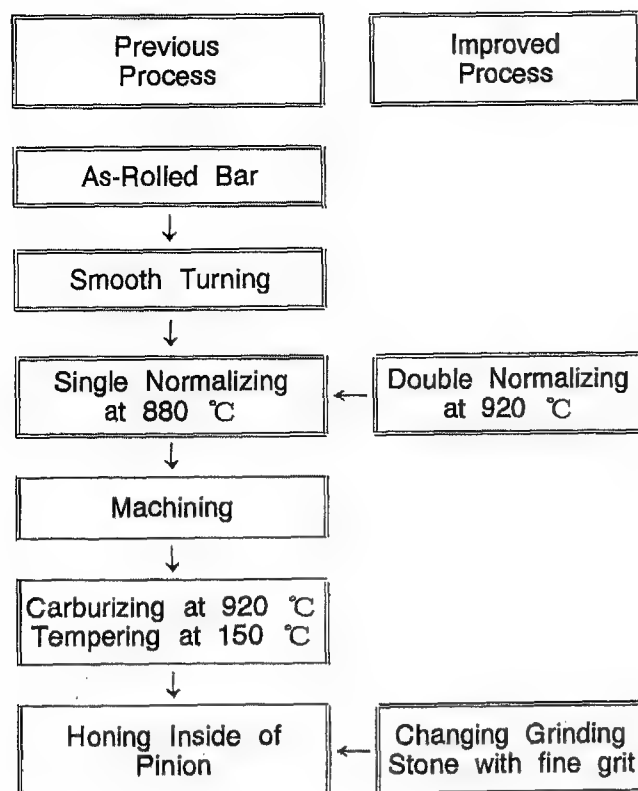 Previous
Process
Improved
Process
As-Rolled Bar
Smooth Turning
Single Normalizing
at 880 ℃
Double Normalizing
at 920 ℃
Machining
Carburizing at 920 ℃
Tempering at 150 ℃
Honing Inside of
Pinion
Changing Grinding
Stone with fine grit